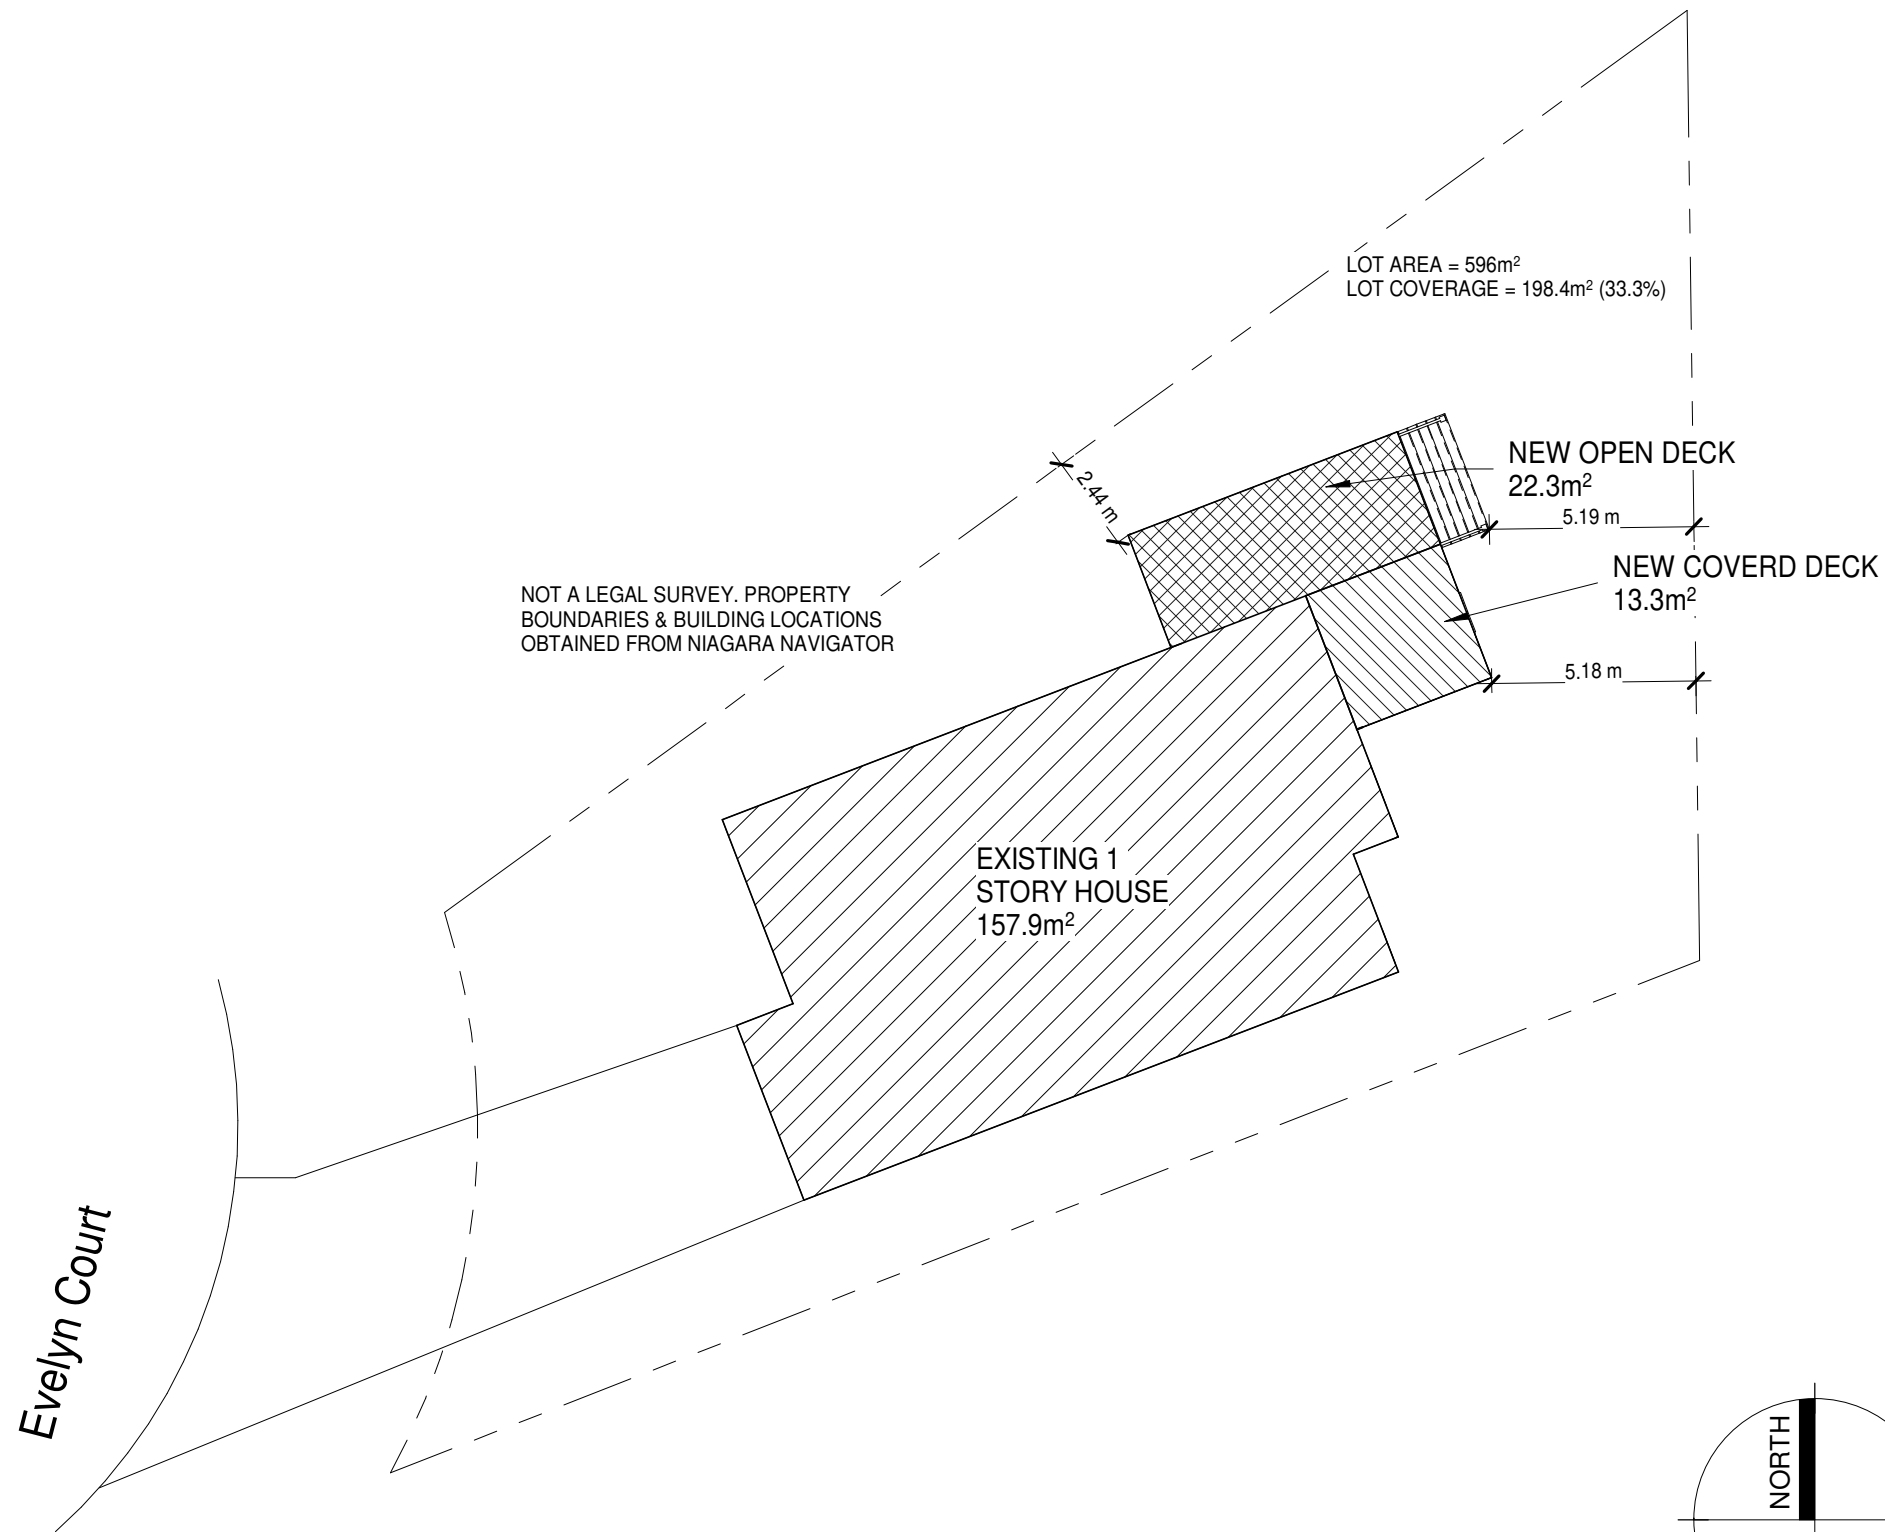 LOT AREA = 596m²
LOT COVERAGE = 198.4m² (33.3%)
NEW OPEN DECK
22.3m²
2.44 m
5.19 m
NEW COVERD DECK
13.3m²
NOT A LEGAL SURVEY. PROPERTY
BOUNDARIES & BUILDING LOCATIONS
OBTAINED FROM NIAGARA NAVIGATOR
5.18 m
EXISTING 1
STORY HOUSE
157.9m²
Evelyn Court
NORTH